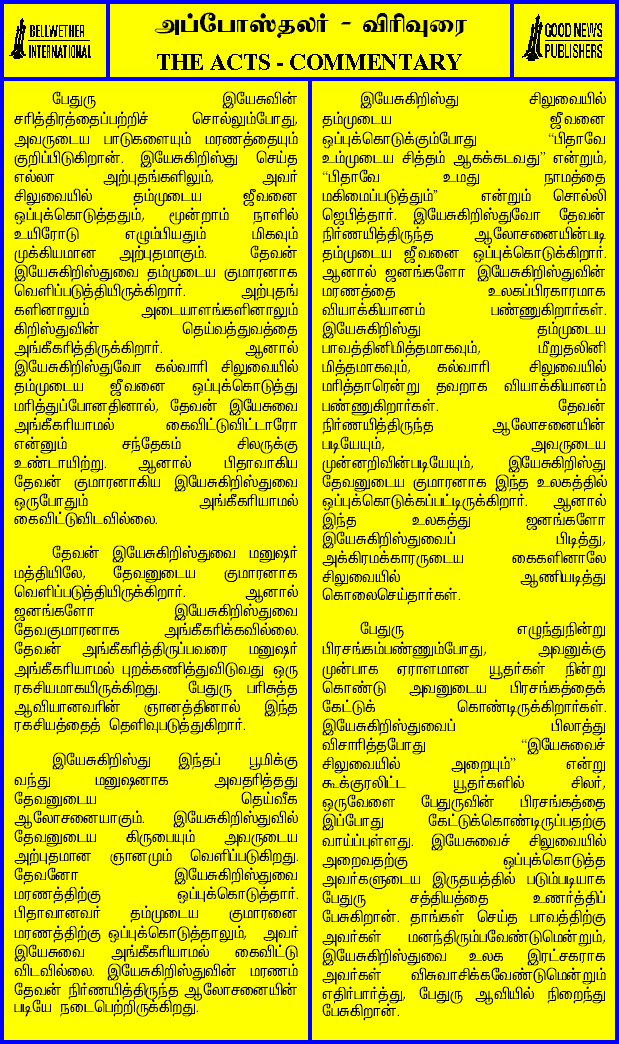 BELLWETHER
INTERNATIONAL
அப்போஸ்தலர் - விரிவுரை
THE ACTS - COMMENTARY
GOOD NEWS
PUBLISHERS
பேதுரு இயேசுவின்
சரித்திரத்தைப்பற்றிச் சொல்லும்போது,
அவருடைய பாடுகளையும் மரணத்தையும்
குறிப்பிடுகிறான். இயேசுகிறிஸ்து செய்த
எல்லா அற்புதங்களிலும், அவர்
சிலுவையில் தம்முடைய ஜீவனை
ஒப்புக்கொடுத்ததும், மூன்றாம் நாளில்
உயிரோடு எழும்பியதும் மிகவும்
முக்கியமான அற்புதமாகும். தேவன்
இயேசுகிறிஸ்துவை தம்முடைய குமாரனாக
வெளிப்படுத்தியிருக்கிறார். அற்புதங்
களினாலும் அடையாளங்களினாலும்
கிறிஸ்துவின் தெய்வத்துவத்தை
அங்கீகரித்திருக்கிறார். ஆனால்
இயேசுகிறிஸ்துவோ கல்வாரி சிலுவையில்
தம்முடைய ஜீவனை ஒப்புக்கொடுத்து
மரித்துப்போனதினால், தேவன் இயேசுவை
அங்கீகரியாமல் கைவிட்டுவிட்டாரோ
என்னும் சந்தேகம் சிலருக்கு
உண்டாயிற்று. ஆனால் பிதாவாகிய
தேவன் குமாரனாகிய இயேசுகிறிஸ்துவை
ஒருபோதும் அங்கீகரியாமல்
கைவிட்டுவிடவில்லை.
தேவன் இயேசுகிறிஸ்துவை மனுஷர்
மத்தியிலே, தேவனுடைய குமாரனாக
வெளிப்படுத்தியிருக்கிறார். ஆனால்
ஜனங்களோ இயேசுகிறிஸ்துவை
தேவகுமாரனாக அங்கீகரிக்கவில்லை.
தேவன் அங்கீகரித்திருப்பவரை மனுஷர்
அங்கீகரியாமல் புறக்கணித்துவிடுவது ஒரு
ரகசியமாகயிருக்கிறது. பேதுரு பரிசுத்த
ஆவியானவரின் ஞானத்தினால் இந்த
ரகசியத்தைத் தெளிவுபடுத்துகிறார்.
இயேசுகிறிஸ்து இந்தப் பூமிக்கு
வந்து மனுஷனாக அவதரித்தது
தேவனுடைய தெய்வீக
ஆலோசனையாகும். இயேசுகிறிஸ்துவில்
தேவனுடைய கிருபையும் அவருடைய
அற்புதமான ஞானமும் வெளிப்படுகிறது.
தேவனோ இயேசுகிறிஸ்துவை
மரணத்திற்கு ஒப்புக்கொடுத்தார்.
பிதாவானவர் தம்முடைய குமாரனை
மரணத்திற்கு ஒப்புக்கொடுத்தாலும், அவர்
இயேசுவை அங்கீகரியாமல் கைவிட்டு
விடவில்லை. இயேசுகிறிஸ்துவின் மரணம்
தேவன் நிர்ணயித்திருந்த ஆலோசனையின்
படியே நடைபெற்றிருக்கிறது.
இயேசுகிறிஸ்து சிலுவையில்
தம்முடைய ஜீவனை
ஒப்புக்கொடுக்கும்போது “பிதாவே
உம்முடைய சித்தம் ஆகக்கடவது” என்றும்,
“பிதாவே உமது நாமத்தை
மகிமைப்படுத்தும்” என்றும் சொல்லி
ஜெபித்தார். இயேசுகிறிஸ்துவோ தேவன்
நிர்ணயித்திருந்த ஆலோசனையின்படி
தம்முடைய ஜீவனை ஒப்புக்கொடுக்கிறார்.
ஆனால் ஜனங்களோ இயேசுகிறிஸ்துவின்
மரணத்தை உலகப்பிரகாரமாக
வியாக்கியானம் பண்ணுகிறார்கள்.
இயேசுகிறிஸ்து தம்முடைய
பாவத்தினிமித்தமாகவும், மீறுதலினி
மித்தமாகவும், கல்வாரி சிலுவையில்
மரித்தாரென்று தவறாக வியாக்கியானம்
பண்ணுகிறார்கள். தேவன்
நிர்ணயித்திருந்த ஆலோசனையின்
படியேயும், அவருடைய
முன்னறிவின்படியேயும், இயேசுகிறிஸ்து
தேவனுடைய குமாரனாக இந்த உலகத்தில்
ஒப்புக்கொடுக்கப்பட்டிருக்கிறார். ஆனால்
இந்த உலகத்து ஜனங்களோ
இயேசுகிறிஸ்துவைப் பிடித்து,
அக்கிரமக்காரருடைய கைகளினாலே
சிலுவையில் ஆணியடித்து
கொலைசெய்தார்கள்.
பேதுரு எழுந்துநின்று
பிரசங்கம்பண்ணும்போது, அவனுக்கு
முன்பாக ஏராளமான யூதர்கள் நின்று
கொண்டு அவனுடைய பிரசங்கத்தைக்
கேட்டுக் கொண்டிருக்கிறார்கள்.
இயேசுகிறிஸ்துவைப் பிலாத்து
விசாரித்தபோது “இயேசுவைச்
சிலுவையில் அறையும்” என்று
கூக்குரலிட்ட யூதர்களில் சிலர்,
ஒருவேளை பேதுருவின் பிரசங்கத்தை
இப்போது கேட்டுக்கொண்டிருப்பதற்கு
வாய்ப்புள்ளது. இயேசுவைச் சிலுவையில்
அறைவதற்கு ஒப்புக்கொடுத்த
அவர்களுடைய இருதயத்தில் படும்படியாக
பேதுரு சத்தியத்தை உணர்த்திப்
பேசுகிறான். தாங்கள் செய்த பாவத்திற்கு
அவர்கள் மனந்திரும்பவேண்டுமென்றும்,
இயேசுகிறிஸ்துவை உலக இரட்சகராக
அவர்கள் விசுவாசிக்கவேண்டுமென்றும்
எதிர்பார்த்து, பேதுரு ஆவியில் நிறைந்து
பேசுகிறான்.